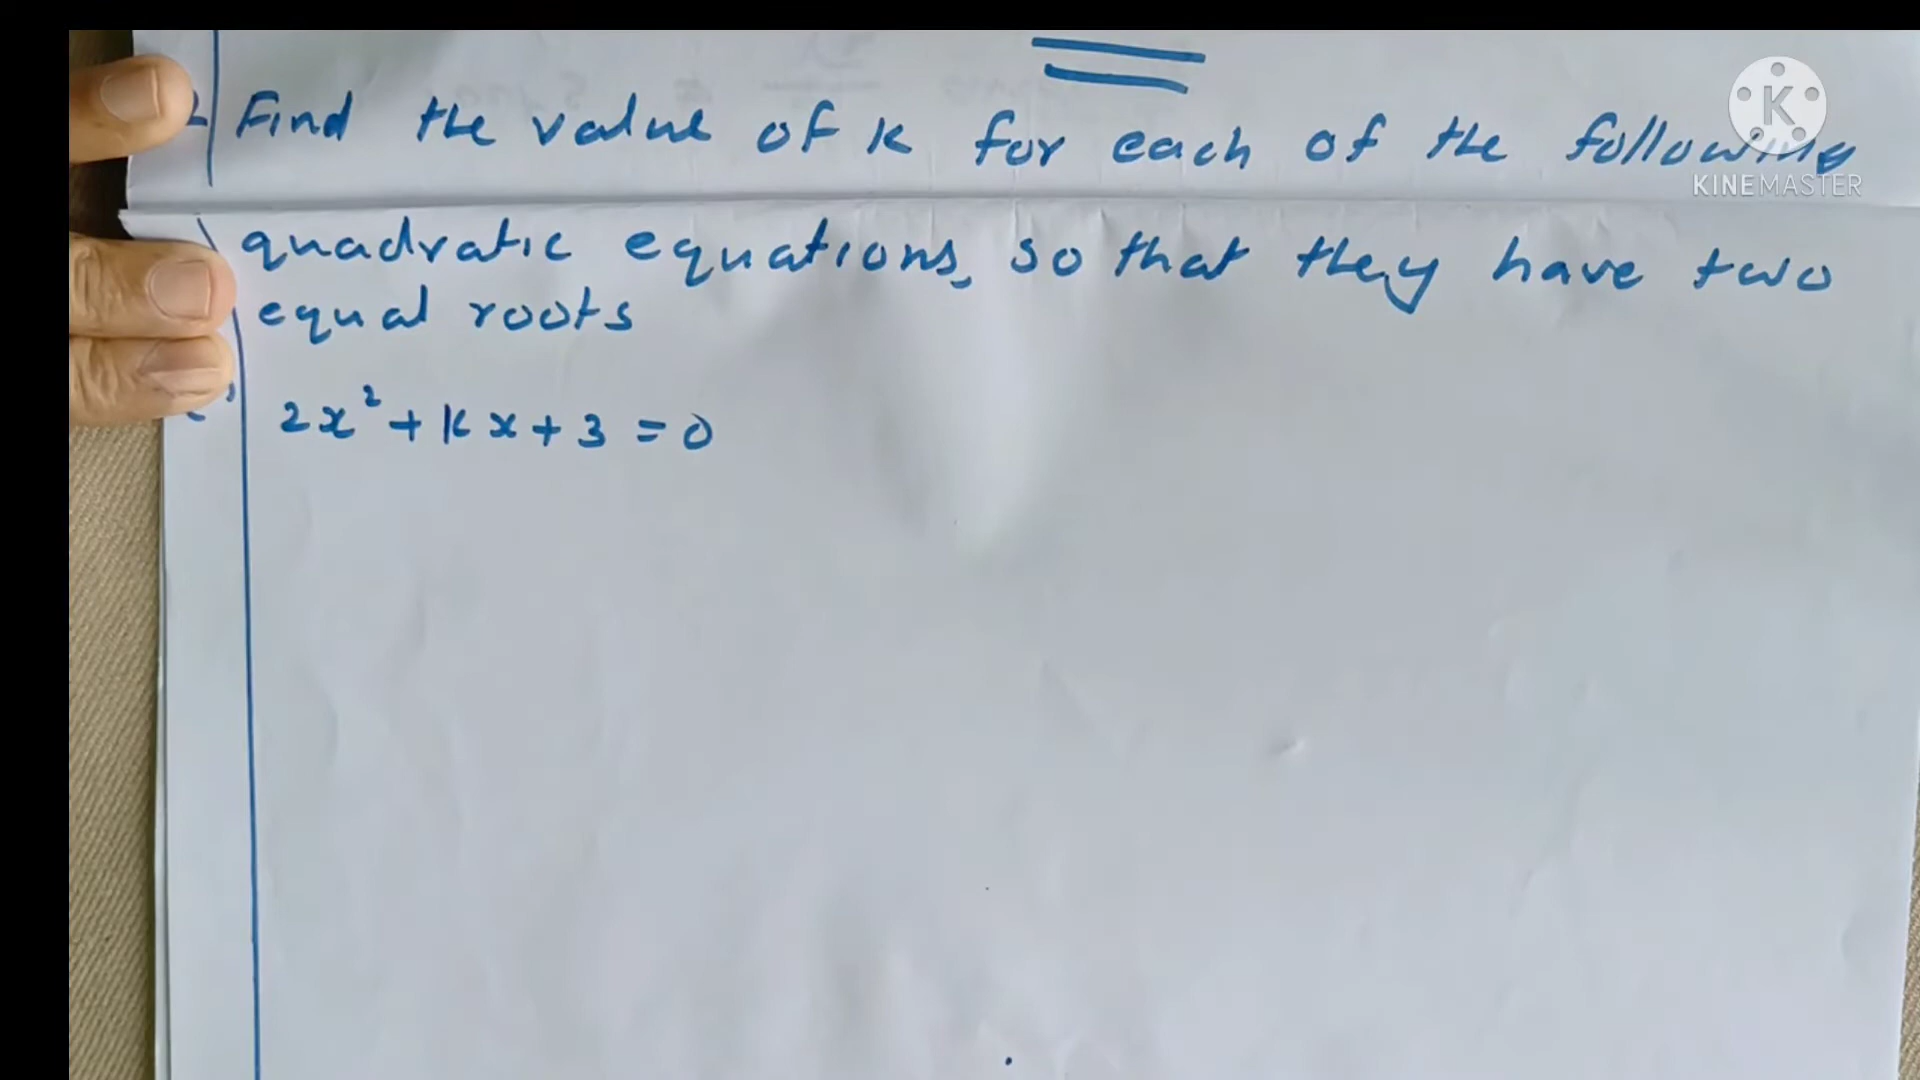 Find the value of k for each of the following
quadratic equations, so that they have two
equal roots
2x² + kx + 3 = 0
K
KINEMASTER